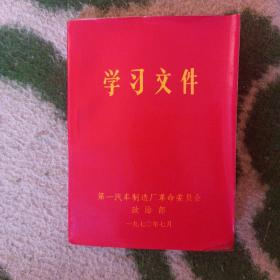 学习文件
第一汽车制造厂革命委员会
政治部
一九七〇年七月